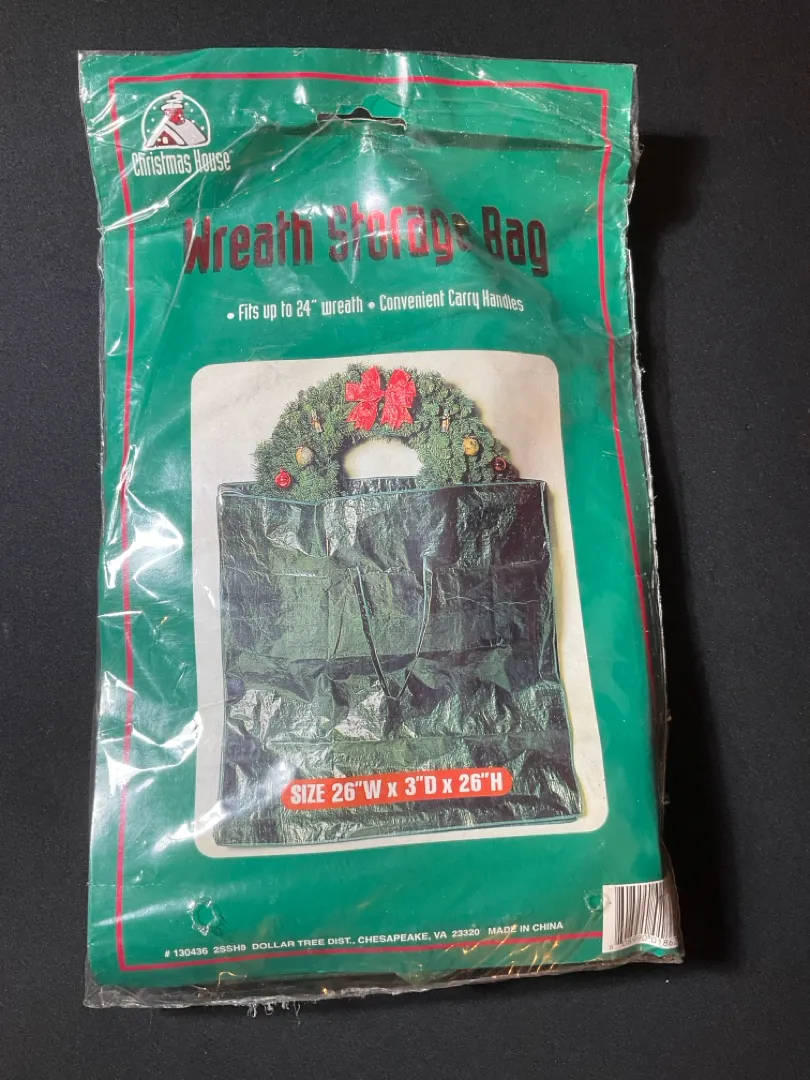 Christmas House
Wreath Storage Bag
• Fits up to 24" wreath • Convenient Carry Handles
SIZE 26"W x 3"D x 26"H
# 130436 2SSH9 DOLLAR TREE DIST., CHESAPEAKE, VA 23320 MADE IN CHINA